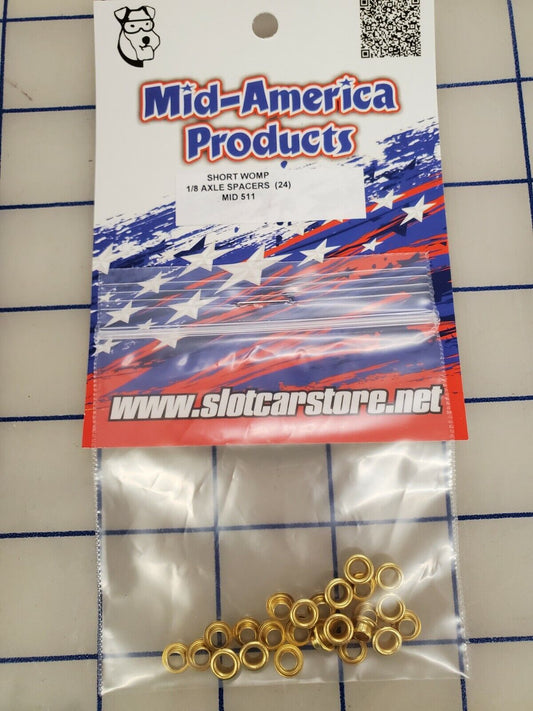 Mid-America
Products
SHORT WOMP
1/8 AXLE SPACERS (24)
MID 511
www.slotcarstore.net